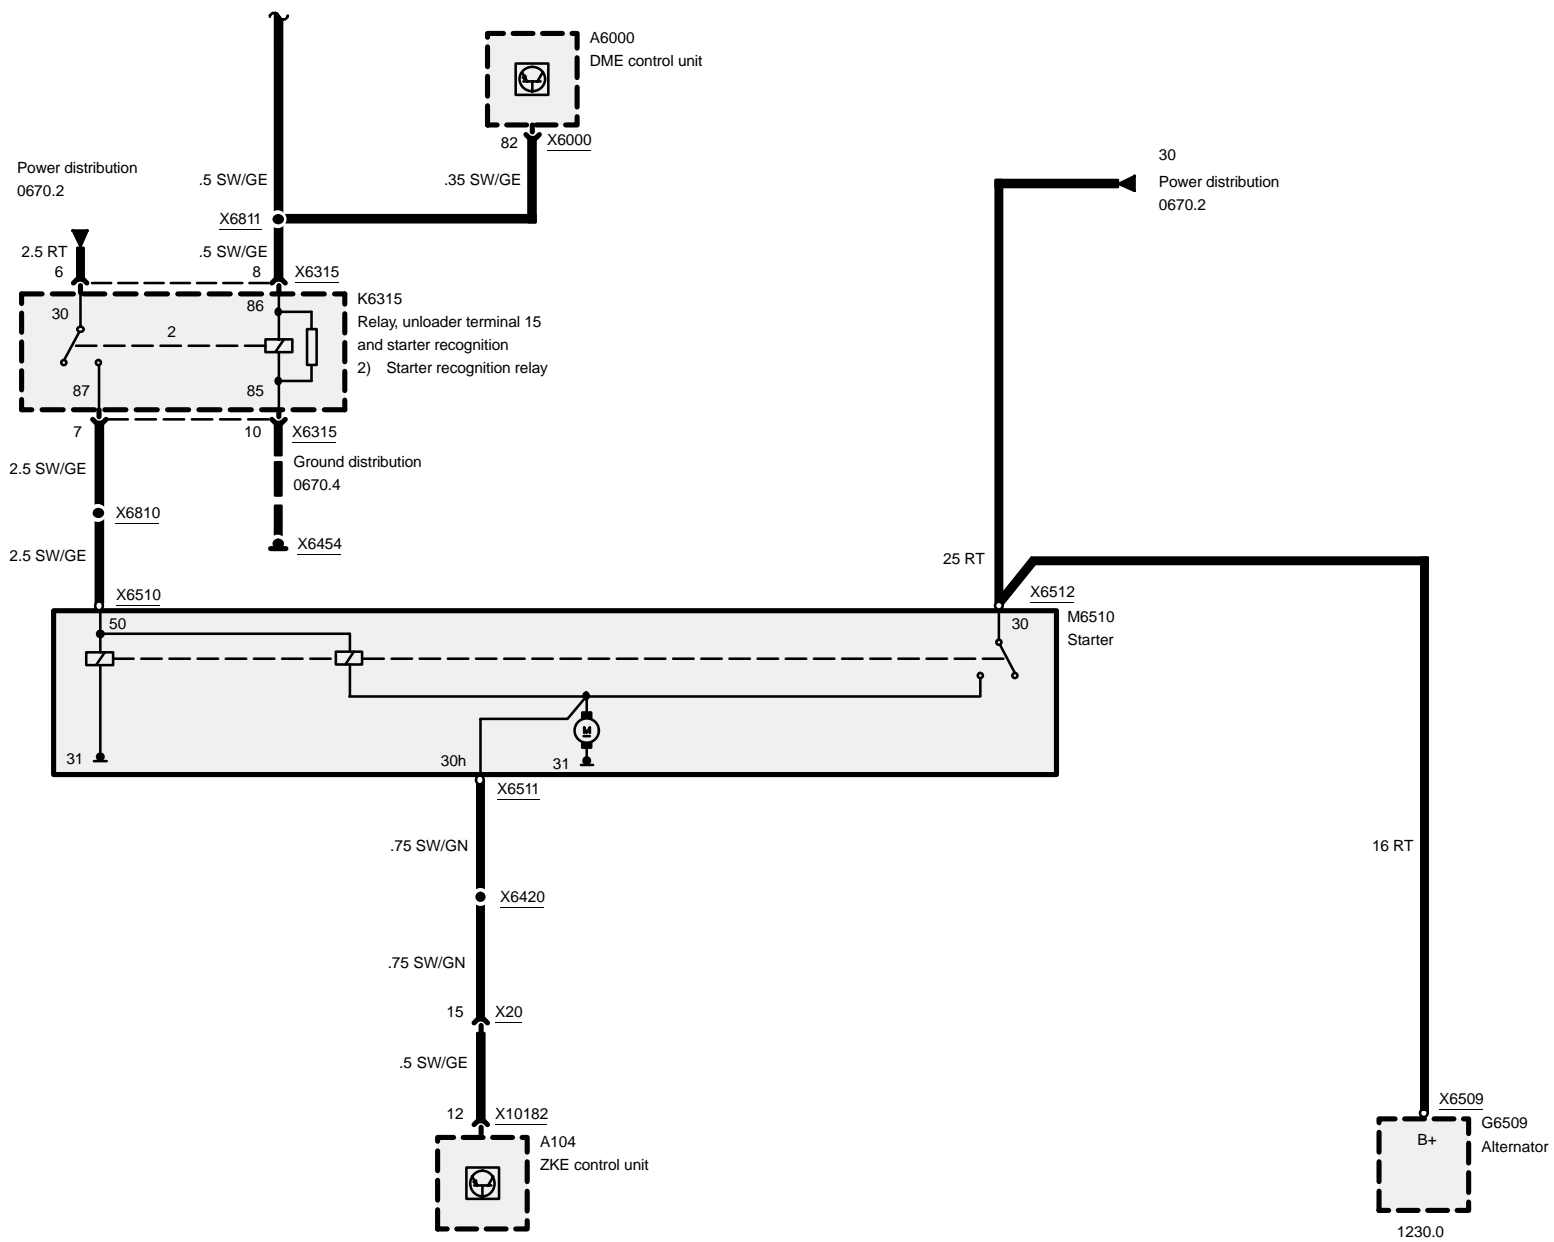 A6000
DME control unit
82 X6000
.35 SW/GE
Power distribution
0670.2
.5 SW/GE
X6811
.5 SW/GE
2.5 RT
6
8 X6315
30
86
2
87
85
K6315
Relay, unloader terminal 15
and starter recognition
2) Starter recognition relay
7
10 X6315
Ground distribution
0670.4
2.5 SW/GE
X6810
X6454
2.5 SW/GE
X6510
30
Power distribution
0670.2
25 RT
X6512
M6510
Starter
50
30
M
31
30h
31
X6511
.75 SW/GN
X6420
.75 SW/GN
15 X20
.5 SW/GE
12 X10182
A104
ZKE control unit
16 RT
X6509
G6509
Alternator
B+
1230.0